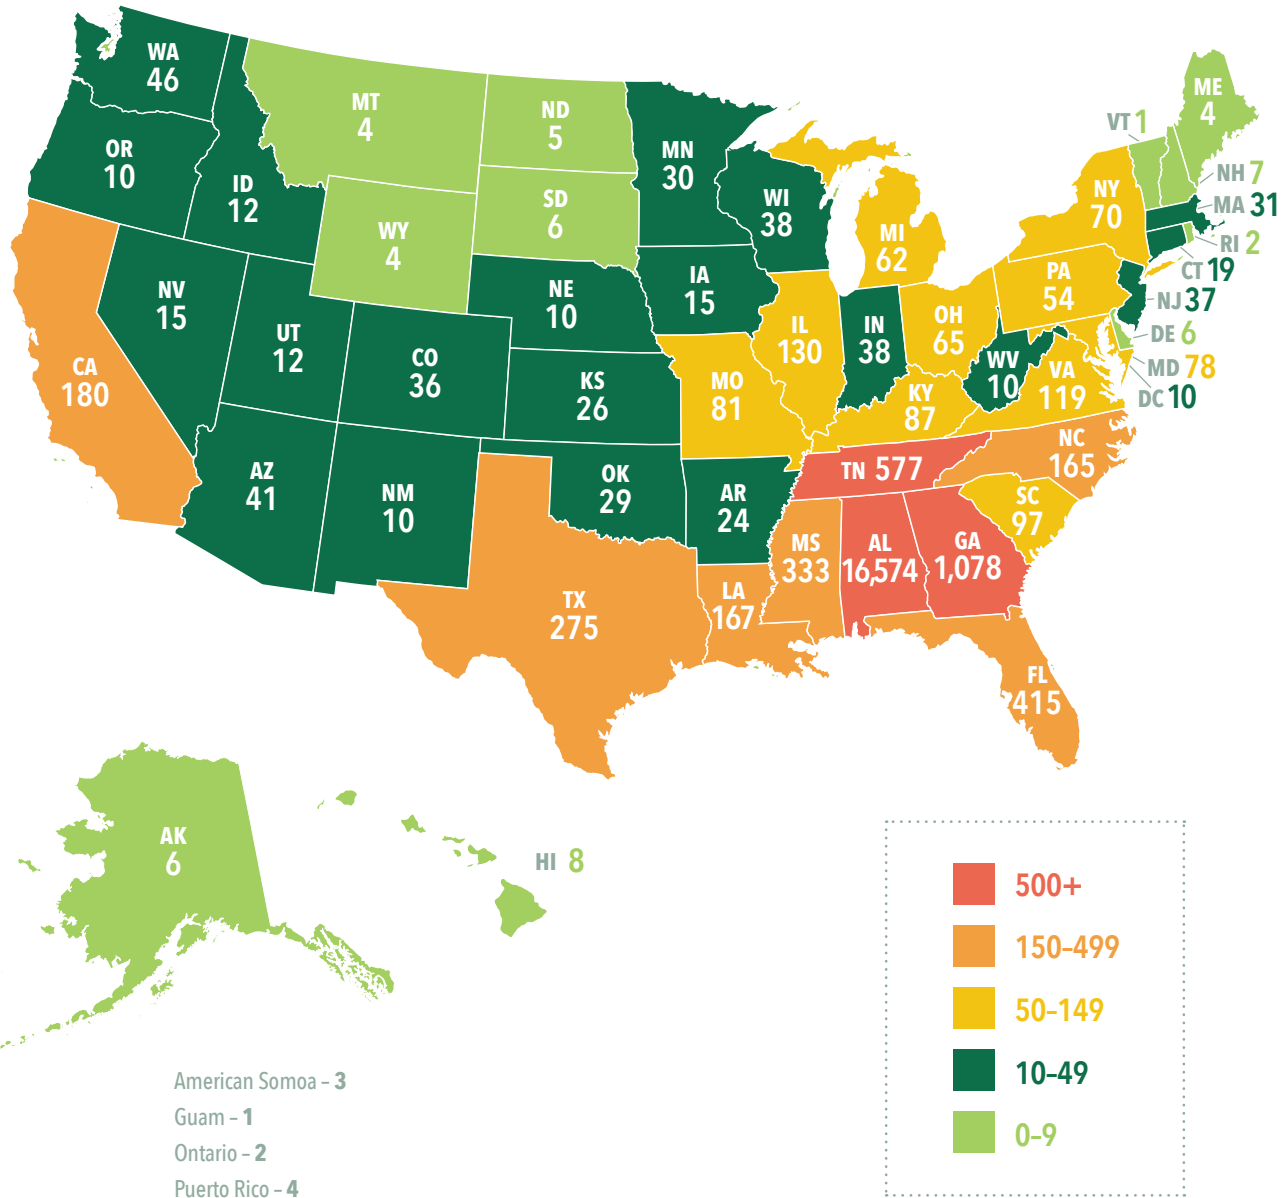 WA
46
OR
10
ID
12
MT
4
ND
5
SD
6
WY
4
MN
30
WI
38
MI
62
ME
4
VT 1
NH 7
NY
70
MA 31
RI 2
CT 19
NJ 37
PA
54
DE 6
MD 78
DC 10
CA
180
NV
15
UT
12
CO
36
NE
10
IA
15
IL
130
IN
38
OH
65
WV
10
VA
119
KS
26
MO
81
KY
87
TN 577
NC
165
SC
97
AZ
41
NM
10
OK
29
AR
24
TX
275
LA
167
MS
333
AL
16,574
GA
1,078
FL
415
AK
6
HI 8
500+
150–499
50–149
10–49
0–9
American Somoa – 3
Guam – 1
Ontario – 2
Puerto Rico – 4